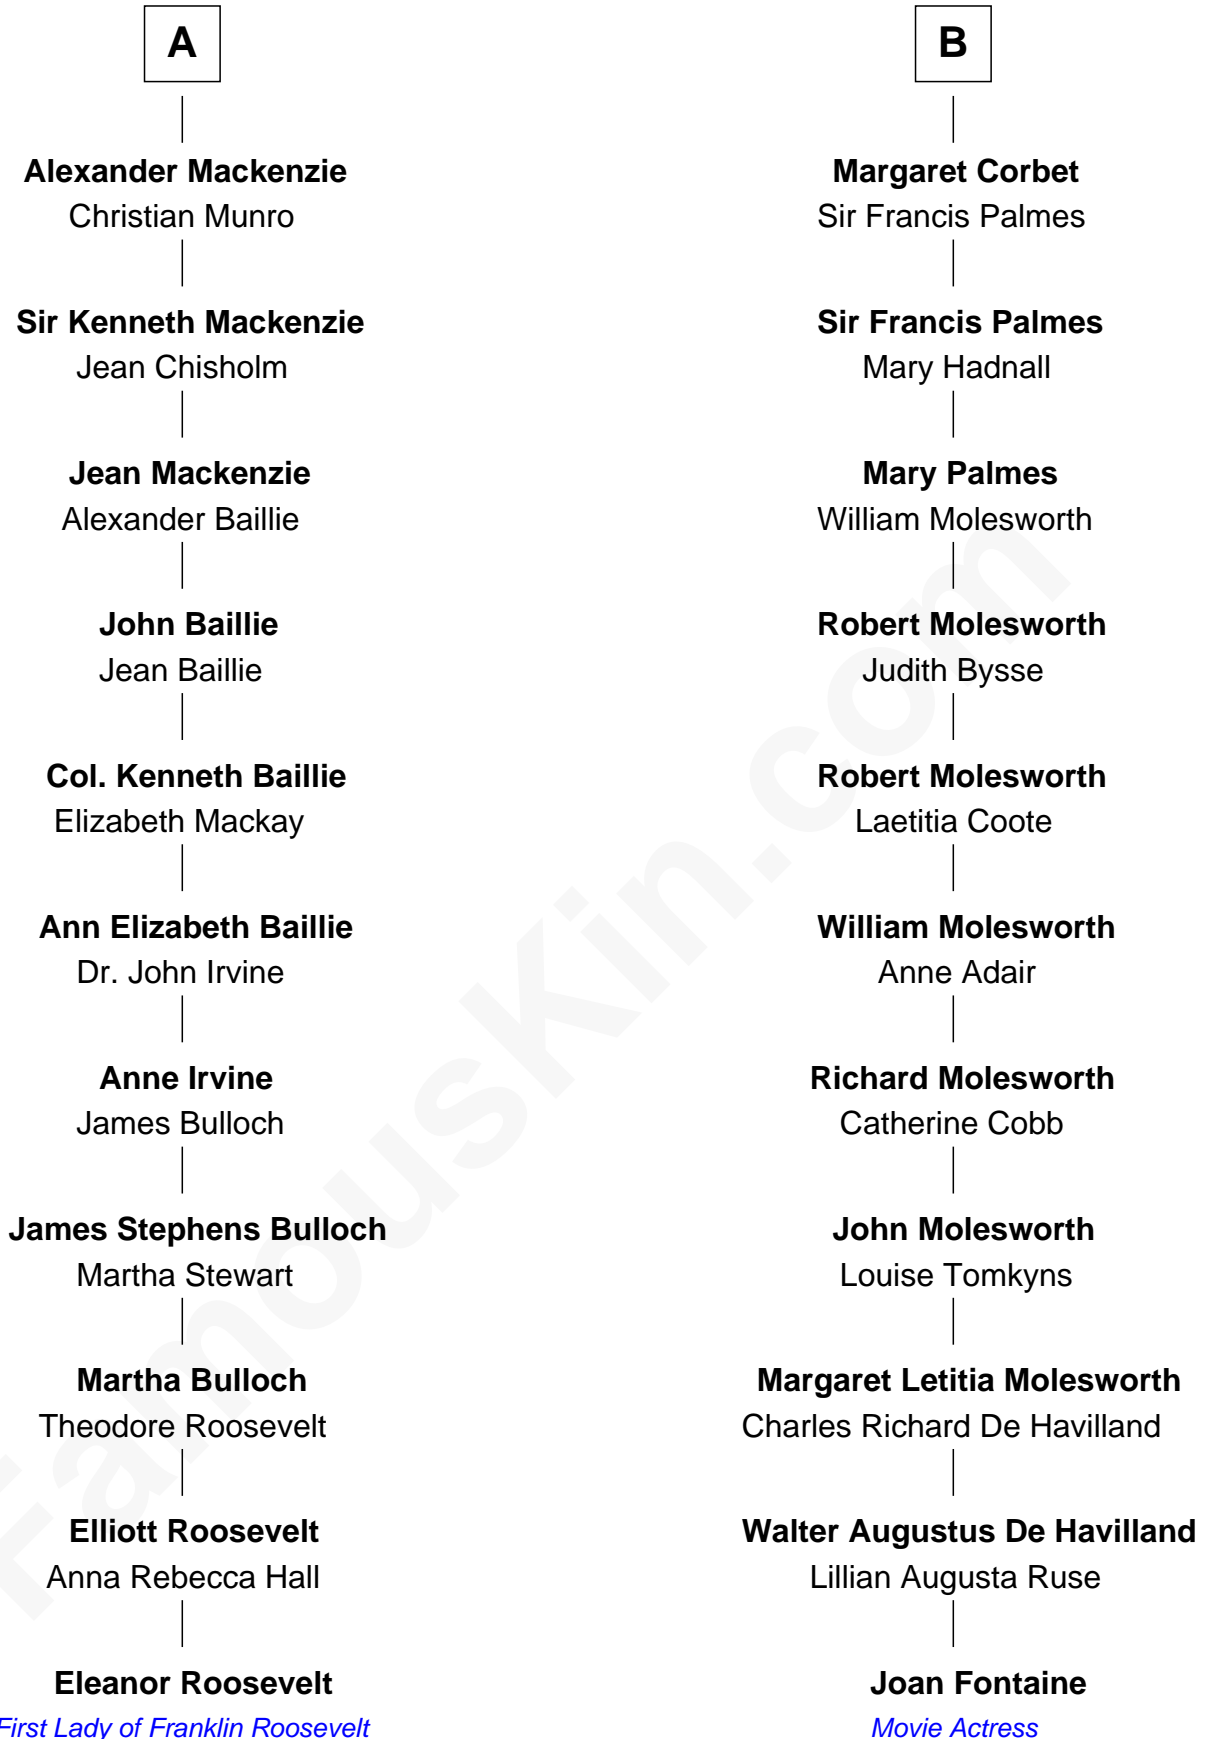 A
Alexander Mackenzie
Christian Munro
Sir Kenneth Mackenzie
Jean Chisholm
Jean Mackenzie
Alexander Baillie
John Baillie
Jean Baillie
Col. Kenneth Baillie
Elizabeth Mackay
Ann Elizabeth Baillie
Dr. John Irvine
Anne Irvine
James Bulloch
James Stephens Bulloch
Martha Stewart
Martha Bulloch
Theodore Roosevelt
Elliott Roosevelt
Anna Rebecca Hall
Eleanor Roosevelt
First Lady of Franklin Roosevelt
B
Margaret Corbet
Sir Francis Palmes
Sir Francis Palmes
Mary Hadnall
Mary Palmes
William Molesworth
Robert Molesworth
Judith Bysse
Robert Molesworth
Laetitia Coote
William Molesworth
Anne Adair
Richard Molesworth
Catherine Cobb
John Molesworth
Louise Tomkyns
Margaret Letitia Molesworth
Charles Richard De Havilland
Walter Augustus De Havilland
Lillian Augusta Ruse
Joan Fontaine
Movie Actress
FamousKin.com